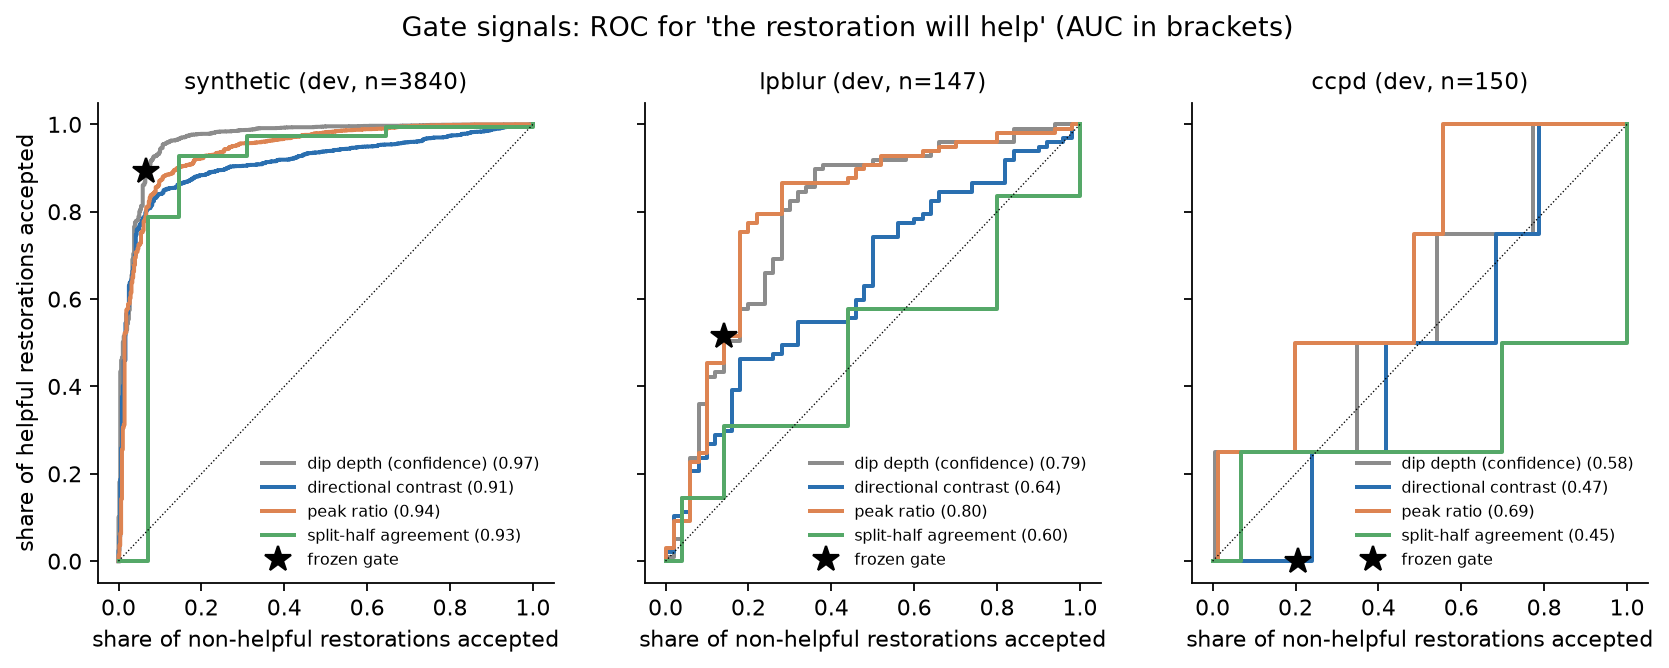 Gate signals: ROC for 'the restoration will help' (AUC in brackets)
synthetic (dev, n=3840)
share of helpful restorations accepted
1.0
0.8
0.6
0.4
0.2
0.0
dip depth (confidence) (0.97)
directional contrast (0.91)
peak ratio (0.94)
split-half agreement (0.93)
frozen gate
0.0 0.2 0.4 0.6 0.8 1.0
share of non-helpful restorations accepted
lpblur (dev, n=147)
dip depth (confidence) (0.79)
directional contrast (0.64)
peak ratio (0.80)
split-half agreement (0.60)
frozen gate
0.0 0.2 0.4 0.6 0.8 1.0
share of non-helpful restorations accepted
ccpd (dev, n=150)
dip depth (confidence) (0.58)
directional contrast (0.47)
peak ratio (0.69)
split-half agreement (0.45)
frozen gate
0.0 0.2 0.4 0.6 0.8 1.0
share of non-helpful restorations accepted